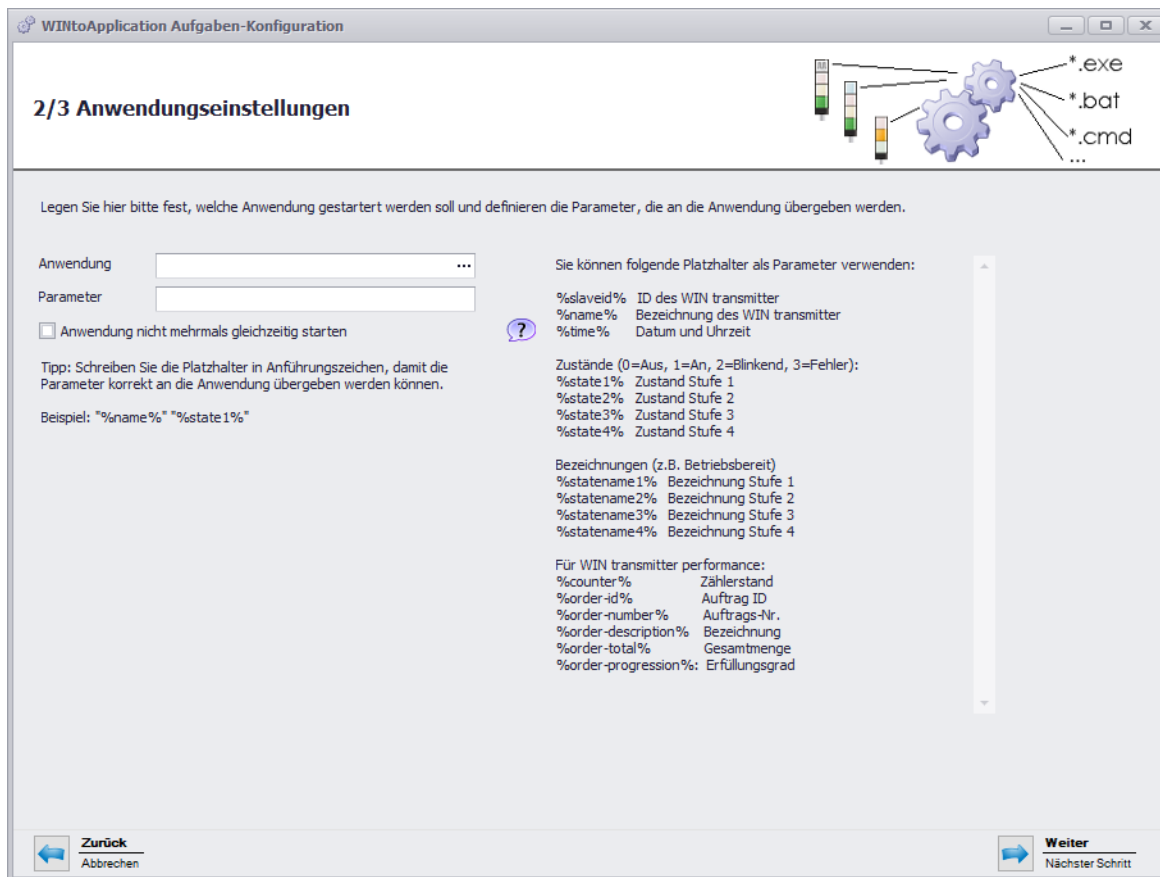 WINtoApplication Aufgaben-Konfiguration
2/3 Anwendungseinstellungen
*.exe
*.bat
*.cmd
...
Legen Sie hier bitte fest, welche Anwendung gestartert werden soll und definieren die Parameter, die an die Anwendung übergeben werden.
Anwendung
...
Parameter
Anwendung nicht mehrmals gleichzeitig starten
?
Tipp: Schreiben Sie die Platzhalter in Anführungszeichen, damit die
Parameter korrekt an die Anwendung übergeben werden können.
Beispiel: "%name%" "%state1%"
Sie können folgende Platzhalter als Parameter verwenden:
%slaveid% ID des WIN transmitter
%name% Bezeichnung des WIN transmitter
%time% Datum und Uhrzeit
Zustände (0=Aus, 1=An, 2=Blinkend, 3=Fehler):
%state1% Zustand Stufe 1
%state2% Zustand Stufe 2
%state3% Zustand Stufe 3
%state4% Zustand Stufe 4
Bezeichnungen (z.B. Betriebsbereit)
%statename1% Bezeichnung Stufe 1
%statename2% Bezeichnung Stufe 2
%statename3% Bezeichnung Stufe 3
%statename4% Bezeichnung Stufe 4
Für WIN transmitter performance:
%counter% Zählerstand
%order-id% Auftrag ID
%order-number% Auftrags-Nr.
%order-description% Bezeichnung
%order-total% Gesamtmenge
%order-progression%: Erfüllungsgrad
Zurück
Abbrechen
Weiter
Nächster Schritt